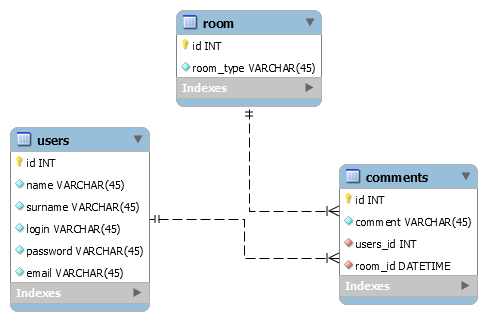 room
id INT
room_type VARCHAR(45)
Indexes
users
id INT
name VARCHAR(45)
surname VARCHAR(45)
login VARCHAR(45)
password VARCHAR(45)
email VARCHAR(45)
Indexes
comments
id INT
comment VARCHAR(45)
users_id INT
room_id DATETIME
Indexes